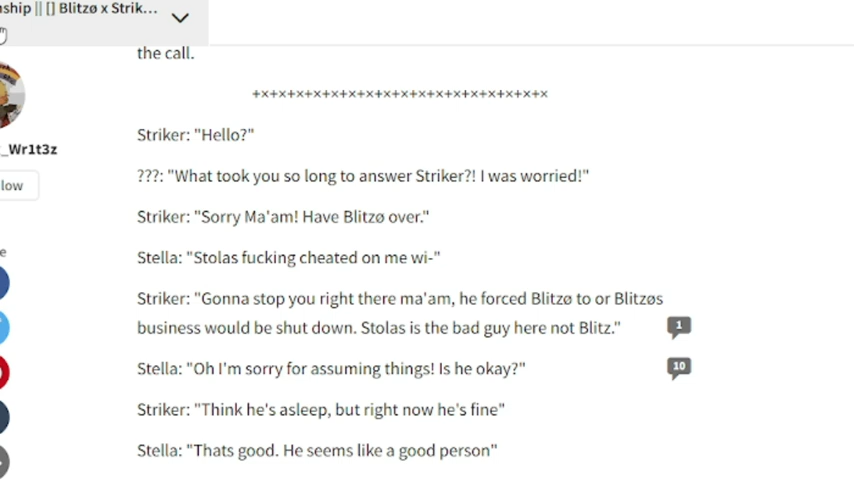 nship || [] Blitzø x Strik...
the call.
+×+×+×+×+×+×+×+×+×+×+×+×+×+×+×+×+×
_Wr1t3z
low
e
Striker: "Hello?"
???: "What took you so long to answer Striker?! I was worried!"
Striker: "Sorry Ma'am! Have Blitzø over."
Stella: "Stolas fucking cheated on me wi-"
Striker: "Gonna stop you right there ma'am, he forced Blitzø to or Blitzøs
business would be shut down. Stolas is the bad guy here not Blitz."
1
Stella: "Oh I'm sorry for assuming things! Is he okay?"
10
Striker: "Think he's asleep, but right now he's fine"
Stella: "Thats good. He seems like a good person"